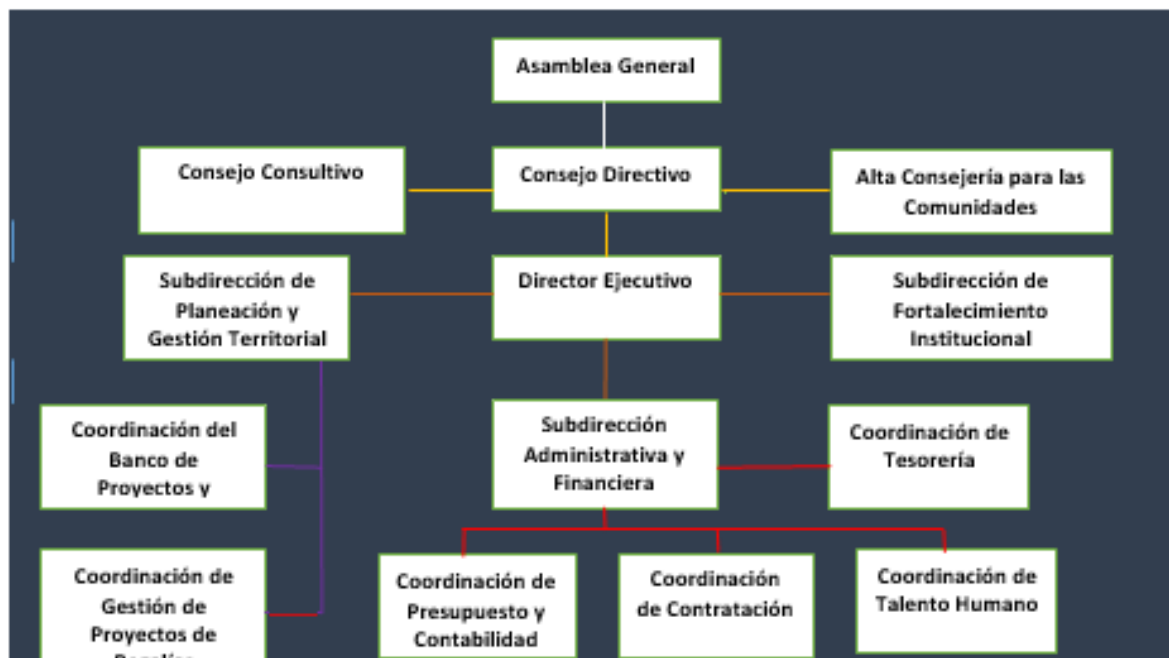 Asamblea General
Consejo Consultivo
Consejo Directivo
Alta Consejería para las
Comunidades
Subdirección de
Planeación y
Gestión Territorial
Director Ejecutivo
Subdirección de
Fortalecimiento
Institucional
Coordinación del
Banco de
Proyectos y
Subdirección
Administrativa y
Financiera
Coordinación de
Tesorería
Coordinación de
Gestión de
Proyectos de
Coordinación de
Presupuesto y
Contabilidad
Coordinación
de Contratación
Coordinación de
Talento Humano